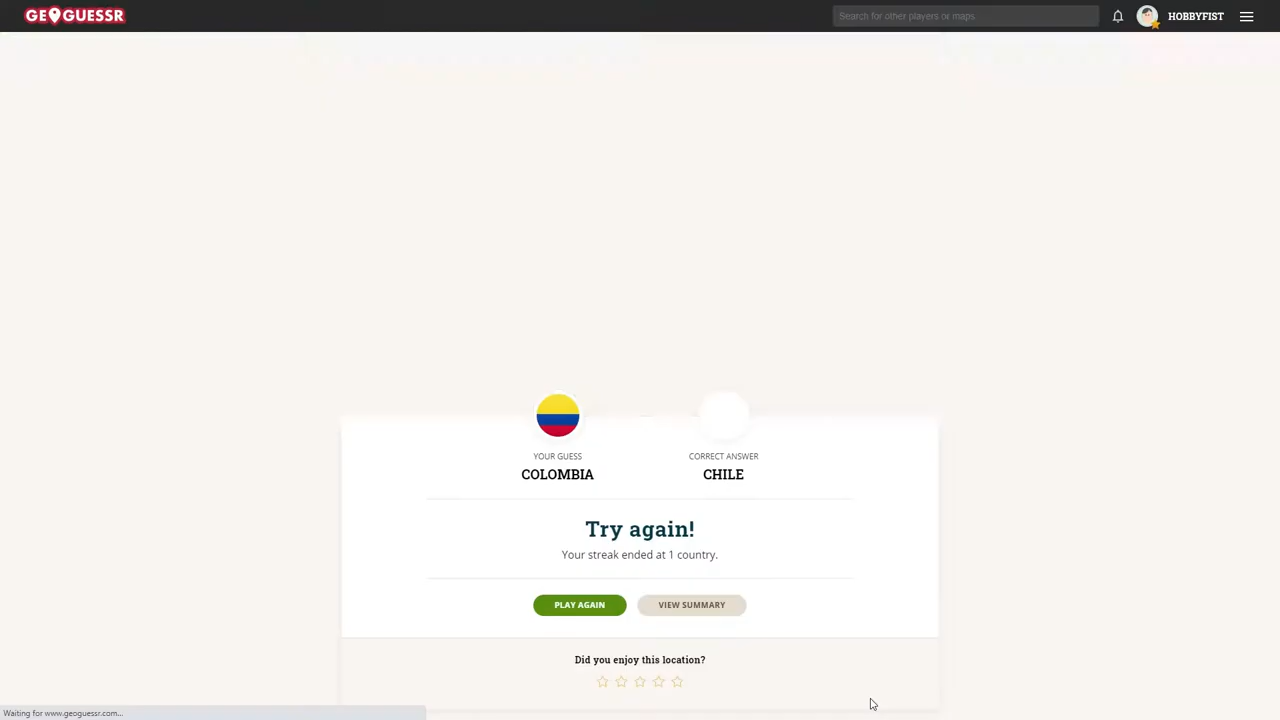 GEOGUESSR
Search for other players or maps
HOBBYFIST
YOUR GUESS
COLOMBIA
CORRECT ANSWER
CHILE
Try again!
Your streak ended at 1 country.
PLAY AGAIN
VIEW SUMMARY
Did you enjoy this location?
Waiting for www.geoguessr.com...